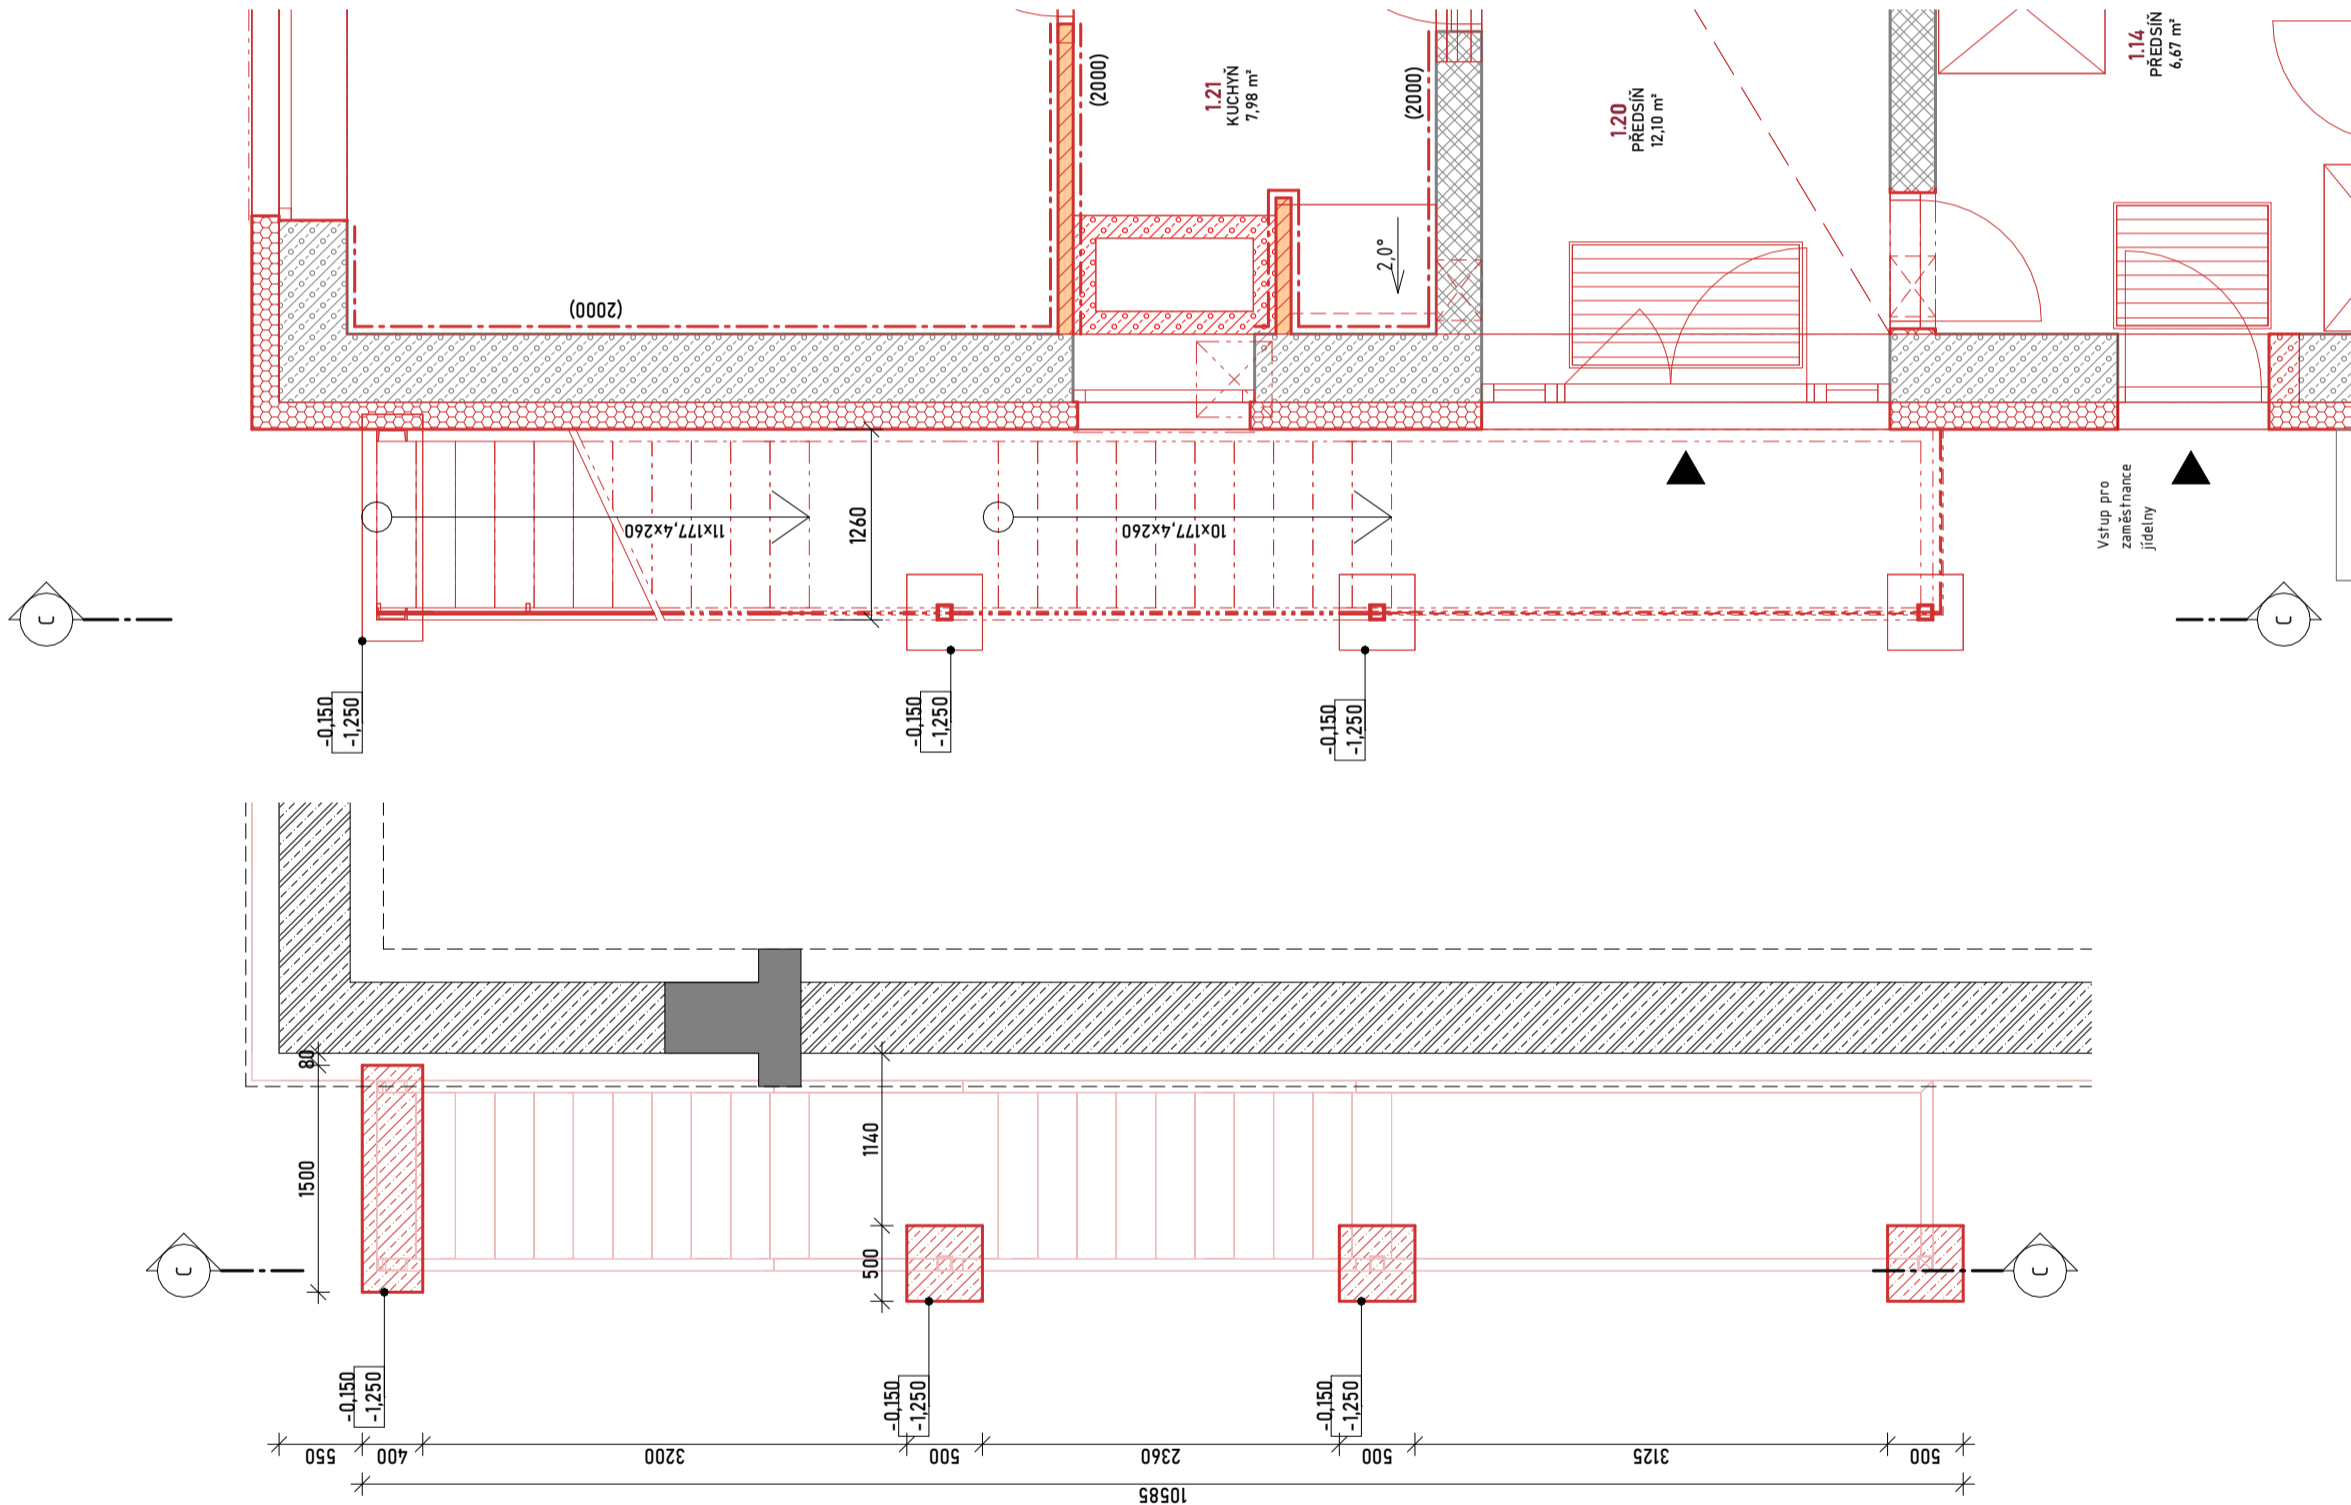 (2000)
1.21
KUCHYŇ
7,98 m²
(2000)
1.20
PŘEDSÍŇ
12,10 m²
1.14
PŘEDSÍŇ
6,67 m²
(2000)
2,0°
11x177,4x260
1260
10x177,4x260
Vstup pro
zaměstnance
jídelny
C
C
-0,150
-1,250
-0,150
-1,250
-0,150
-1,250
80
1500
1140
500
C
C
-0,150
-1,250
-0,150
-1,250
-0,150
-1,250
550
400
3200
500
2360
500
3125
500
10585